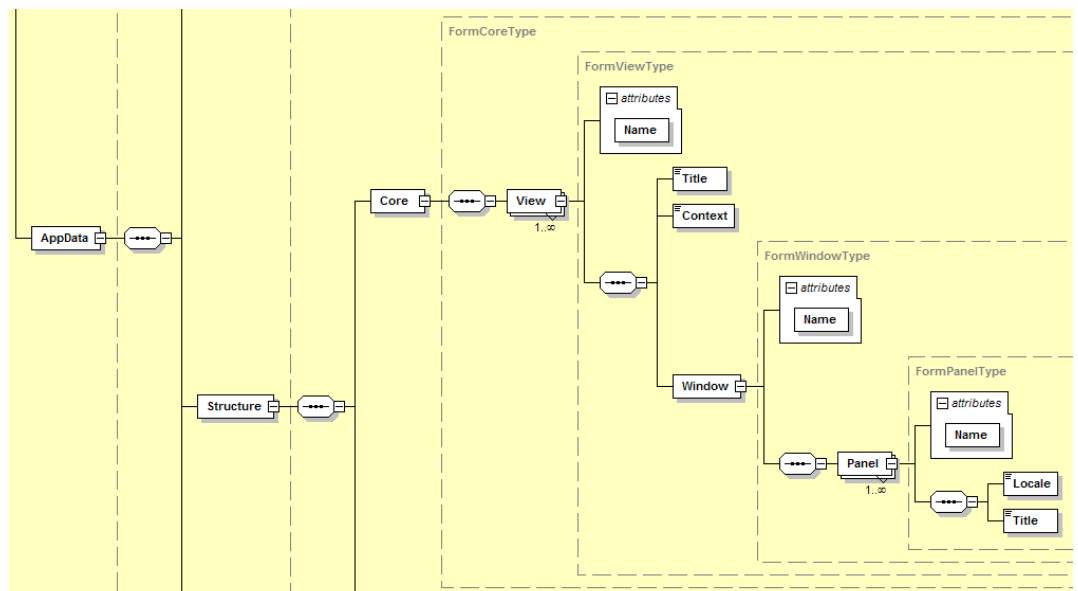 FormCoreType
FormViewType
attributes
Name
Title
Core
View
1..∞
Context
AppData
FormWindowType
attributes
Name
FormPanelType
Window
attributes
Structure
Name
Panel
1..∞
Locale
Title